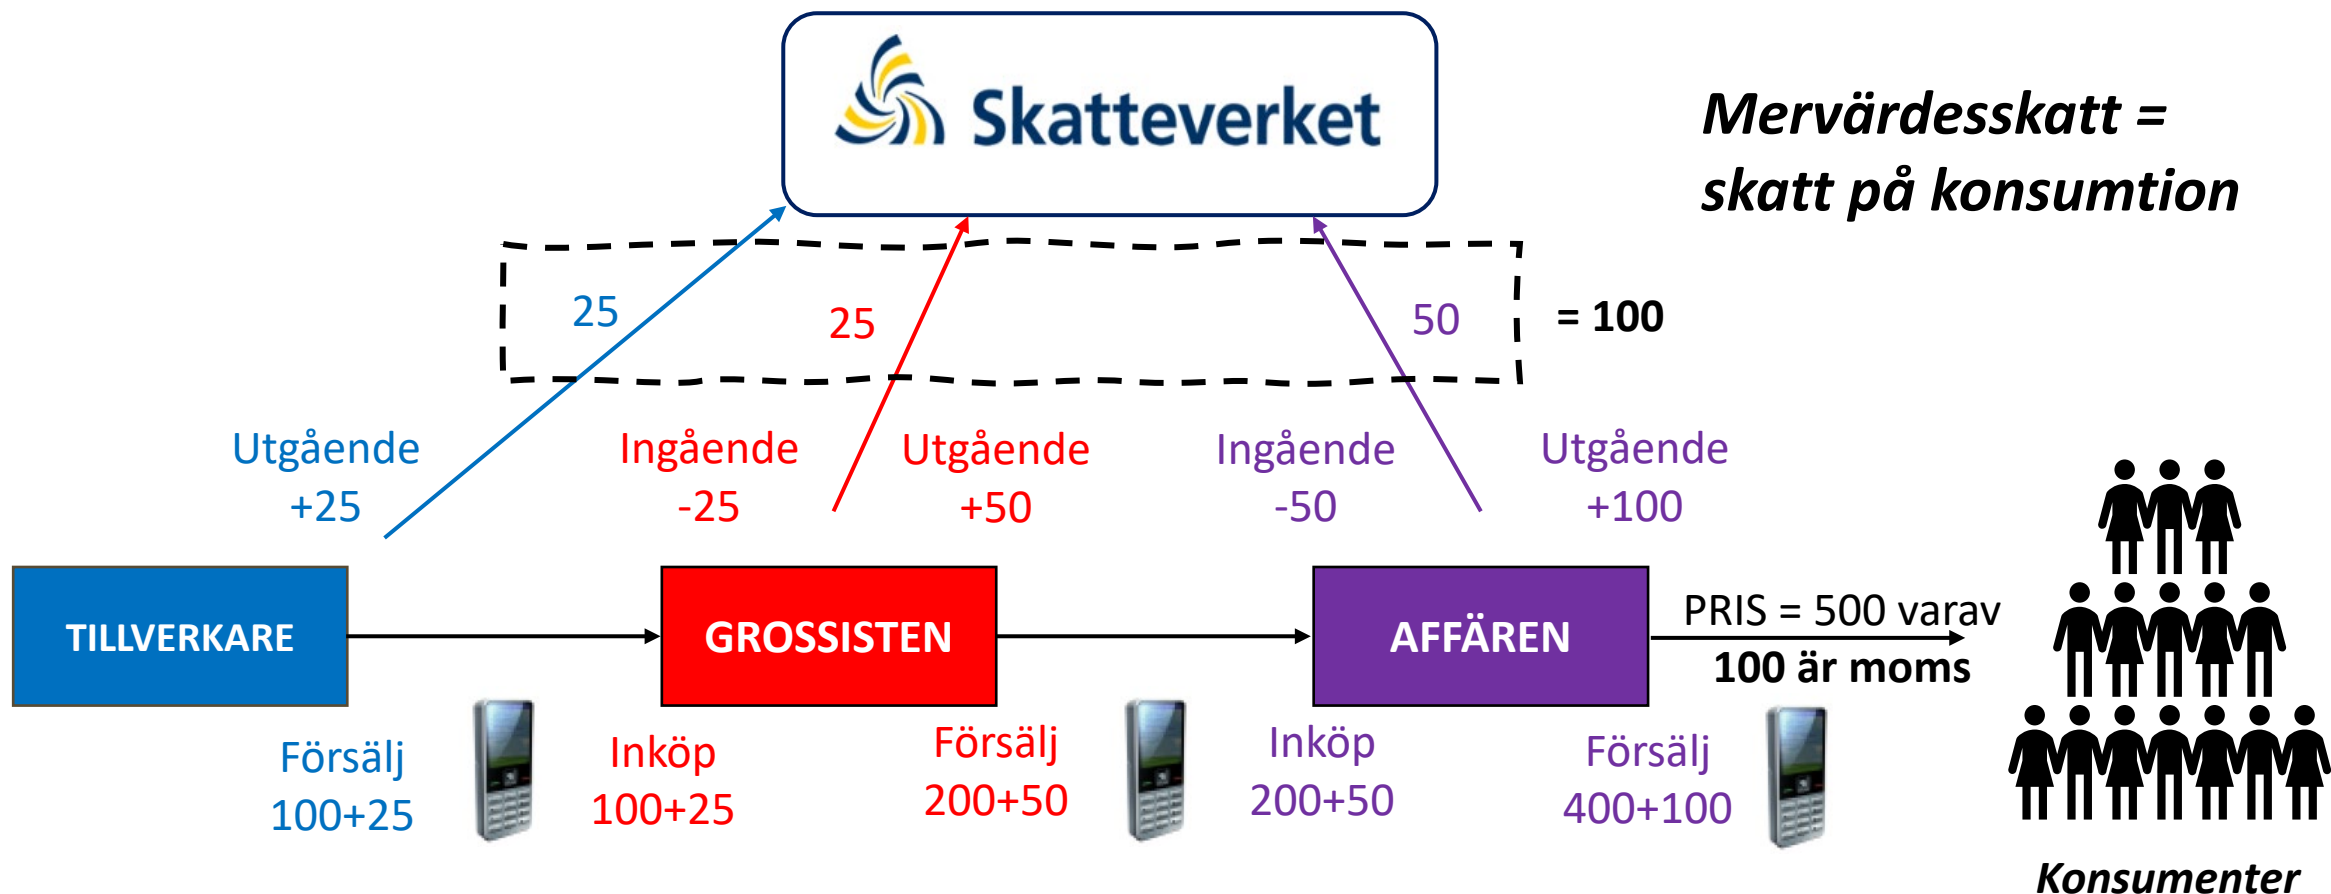 Skatteverket
Mervärdesskatt =
skatt på konsumtion
25
25
50
= 100
Utgående
+25
Ingående
-25
Utgående
+50
Ingående
-50
Utgående
+100
TILLVERKARE
GROSSISTEN
AFFÄREN
PRIS = 500 varav
100 är moms
Försälj
100+25
Inköp
100+25
Försälj
200+50
Inköp
200+50
Försälj
400+100
Konsumenter